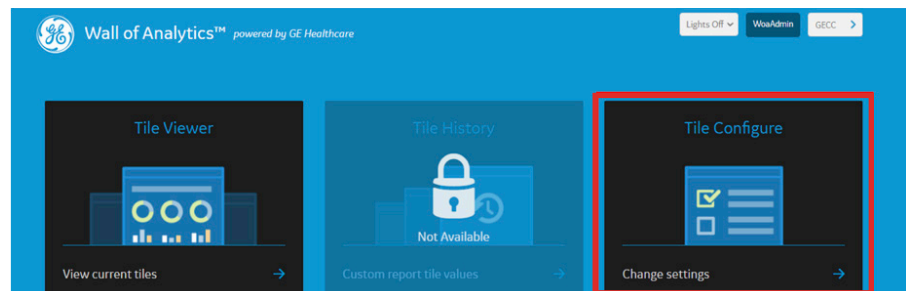 Wall of Analytics™ powered by GE Healthcare
Lights Off
WoaAdmin
GECC
Tile Viewer
Tile History
Tile Configure
Not Available
View current tiles
Custom report tile values
Change settings